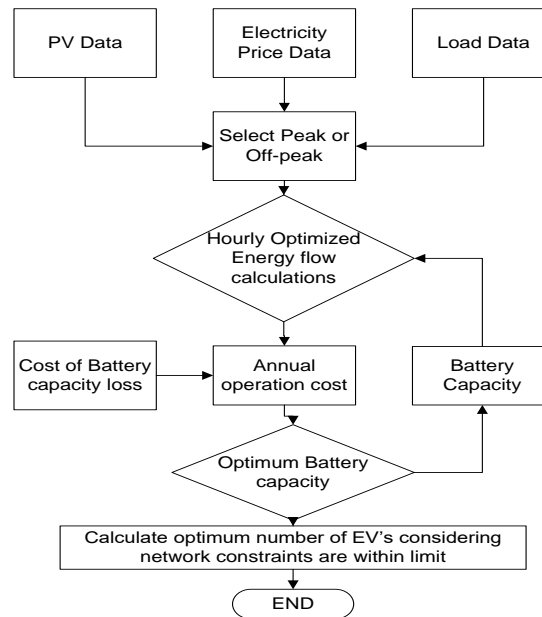 PV Data
Electricity
Price Data
Load Data
Select Peak or
Off-peak
Hourly Optimized
Energy flow
calculations
Cost of Battery
capacity loss
Annual
operation cost
Battery
Capacity
Optimum Battery
capacity
Calculate optimum number of EV's considering
network constraints are within limit
END